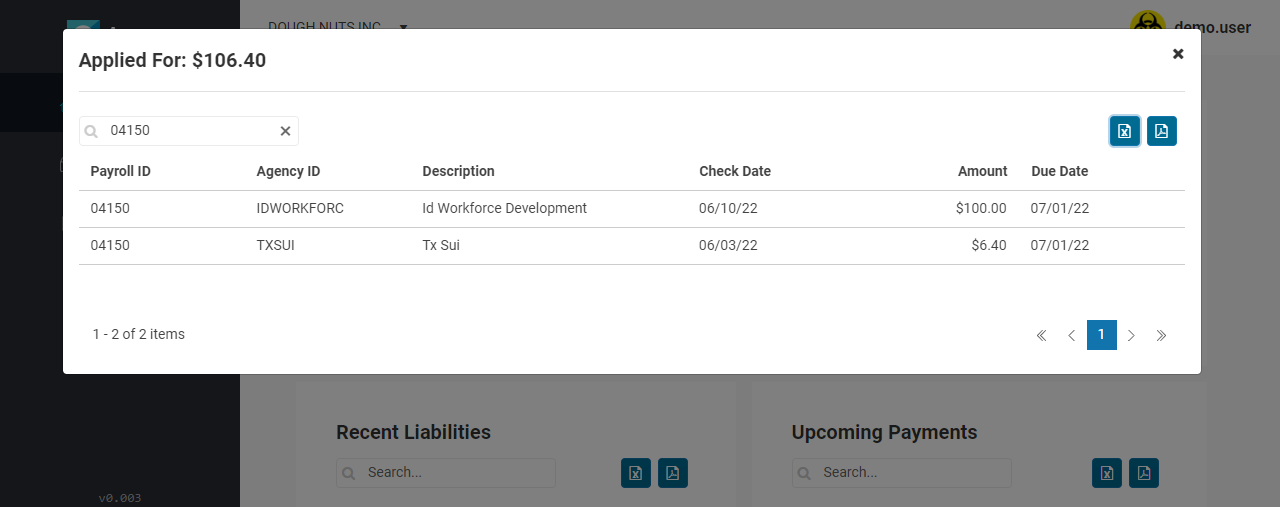 DOUGH NUTS INC
demo.user
Applied For: $106.40
04150
Payroll ID Agency ID Description Check Date Amount Due Date
04150 IDWORKFORC Id Workforce Development 06/10/22 $100.00 07/01/22
04150 TXSUI Tx Sui 06/03/22 $6.40 07/01/22
1 - 2 of 2 items
1
Recent Liabilities Upcoming Payments
Search... Search...
v0.003